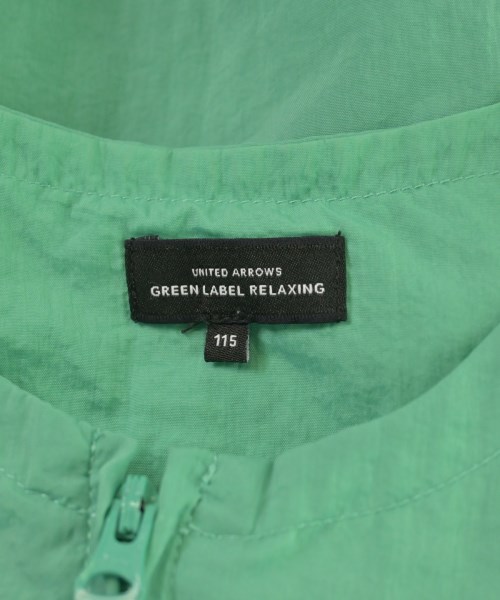 UNITED ARROWS
GREEN LABEL RELAXING
115